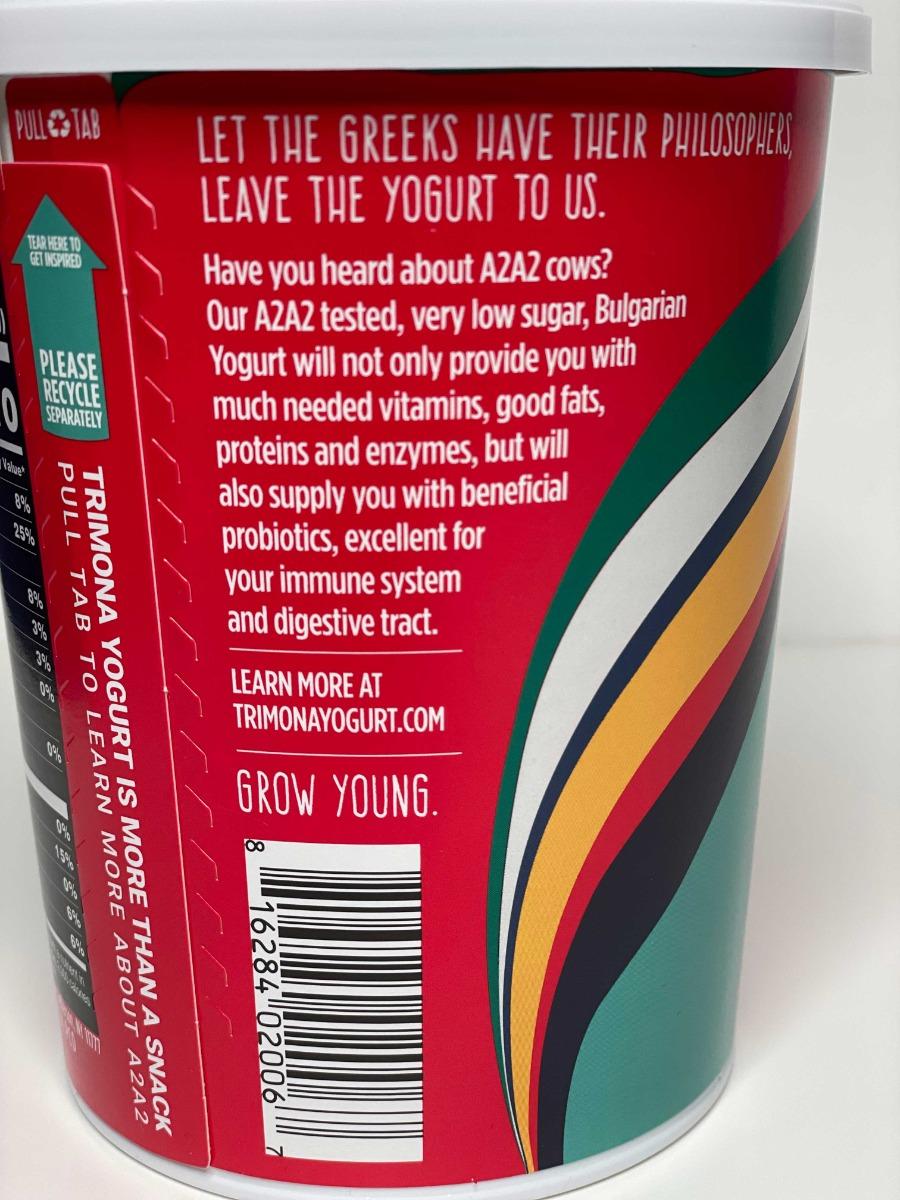 PULL TAB
TEAR HERE TO
GET INSPIRED
PLEASE
RECYCLE
SEPARATELY
TRIMONA YOGURT IS MORE THAN A SNACK
PULL TAB TO LEARN MORE ABOUT A2A2
LET THE GREEKS HAVE THEIR PHILOSOPHERS,
LEAVE THE YOGURT TO US.
Have you heard about A2A2 cows?
Our A2A2 tested, very low sugar, Bulgarian
Yogurt will not only provide you with
much needed vitamins, good fats,
proteins and enzymes, but will
also supply you with beneficial
probiotics, excellent for
your immune system
and digestive tract.
LEARN MORE AT
TRIMONAYOGURT.COM
GROW YOUNG.
8 16284 02006 7
Value*
8%
25%
8%
3%
3%
0%
0%
0%
15%
0%
6%
6%